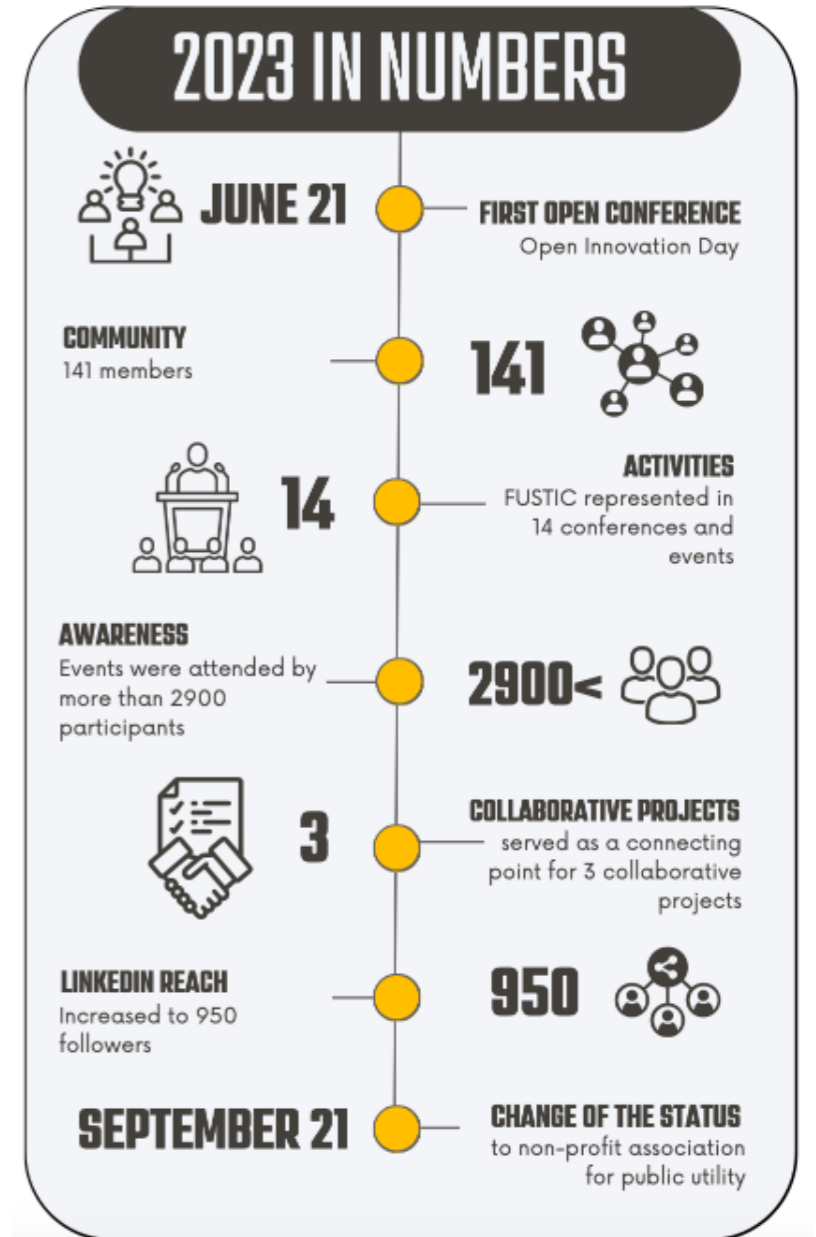 2023 IN NUMBERS
JUNE 21
FIRST OPEN CONFERENCE
Open Innovation Day
COMMUNITY
141 members
141
14
ACTIVITIES
FUSTIC represented in
14 conferences and
events
AWARENESS
Events were attended by
more than 2900
participants
2900<
3
COLLABORATIVE PROJECTS
served as a connecting
point for 3 collaborative
projects
LINKEDIN REACH
Increased to 950
followers
950
SEPTEMBER 21
CHANGE OF THE STATUS
to non-profit association
for public utility